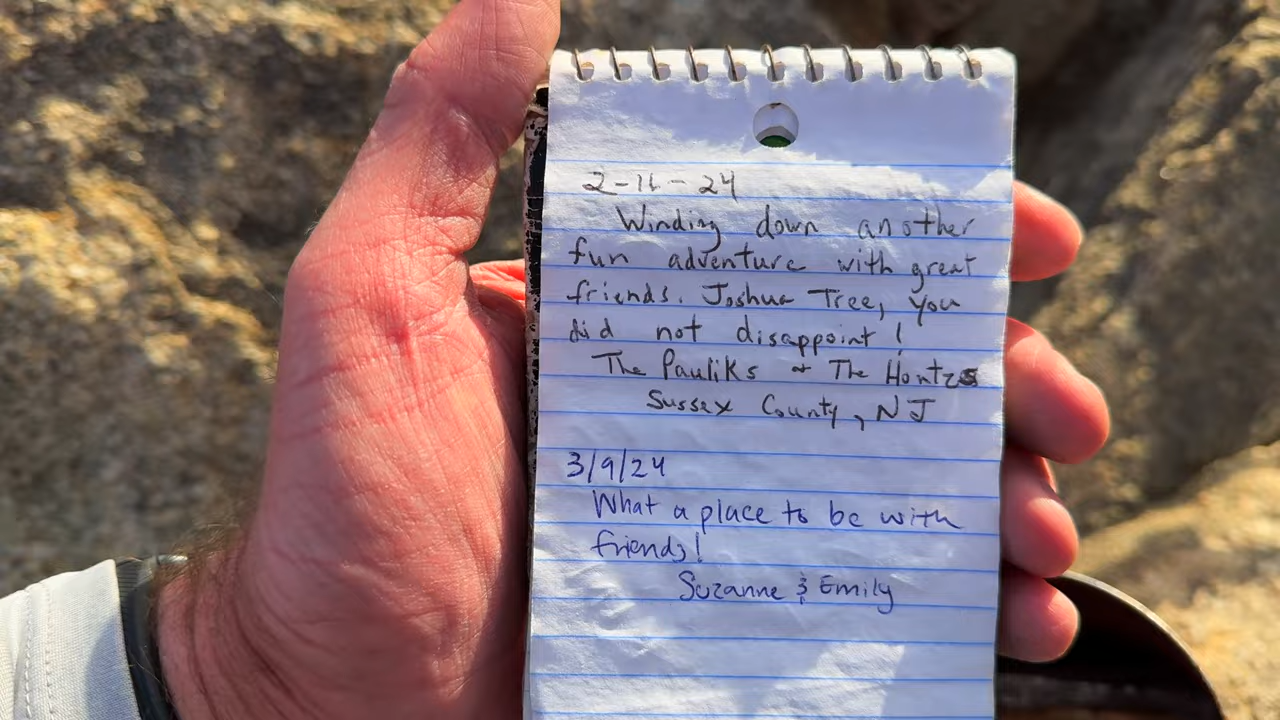 2-16-24
Winding down another
fun adventure with great
friends. Joshua Tree, you
did not disappoint!
The Pauliks & The Hontzs
Sussex County, NJ
3/9/24
What a place to be with
friends!
Suzanne & Emily